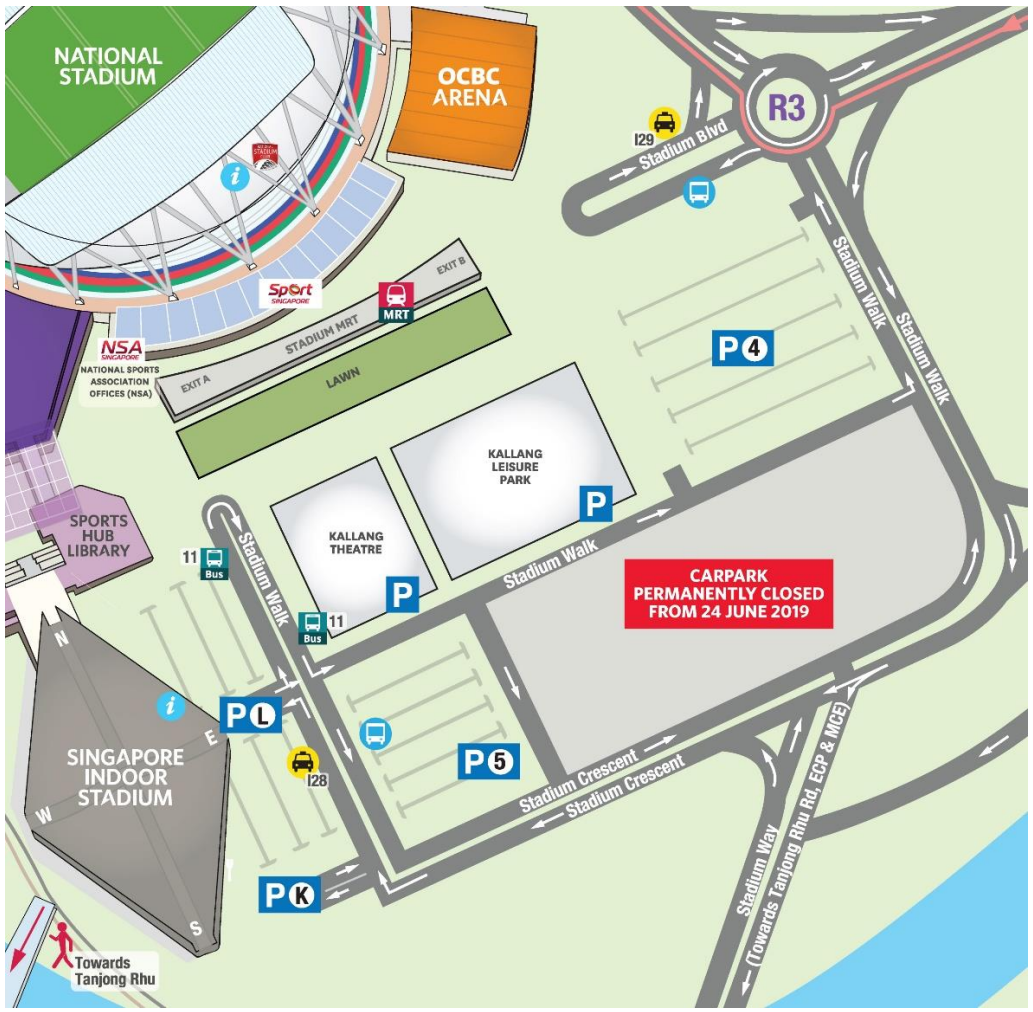 NATIONAL
STADIUM
OCBC
ARENA
R3
I29
Stadium Blvd
i
EXIT B
Sport
SINGAPORE
MRT
STADIUM MRT
NSA
SINGAPORE
NATIONAL SPORTS
ASSOCIATION
OFFICES (NSA)
EXIT A
LAWN
Stadium Walk
Stadium Walk
P 4
KALLANG
LEISURE
PARK
P
SPORTS
HUB
LIBRARY
KALLANG
THEATRE
P
11
Bus
Stadium Walk
Stadium Walk
11
Bus
CARPARK
PERMANENTLY CLOSED
FROM 24 JUNE 2019
N
i
E
P L
SINGAPORE
INDOOR
STADIUM
W
S
I28
P 5
Stadium Crescent
Stadium Crescent
P K
Stadium Way
(Towards Tanjong Rhu Rd, ECP & MCE)
Towards
Tanjong Rhu